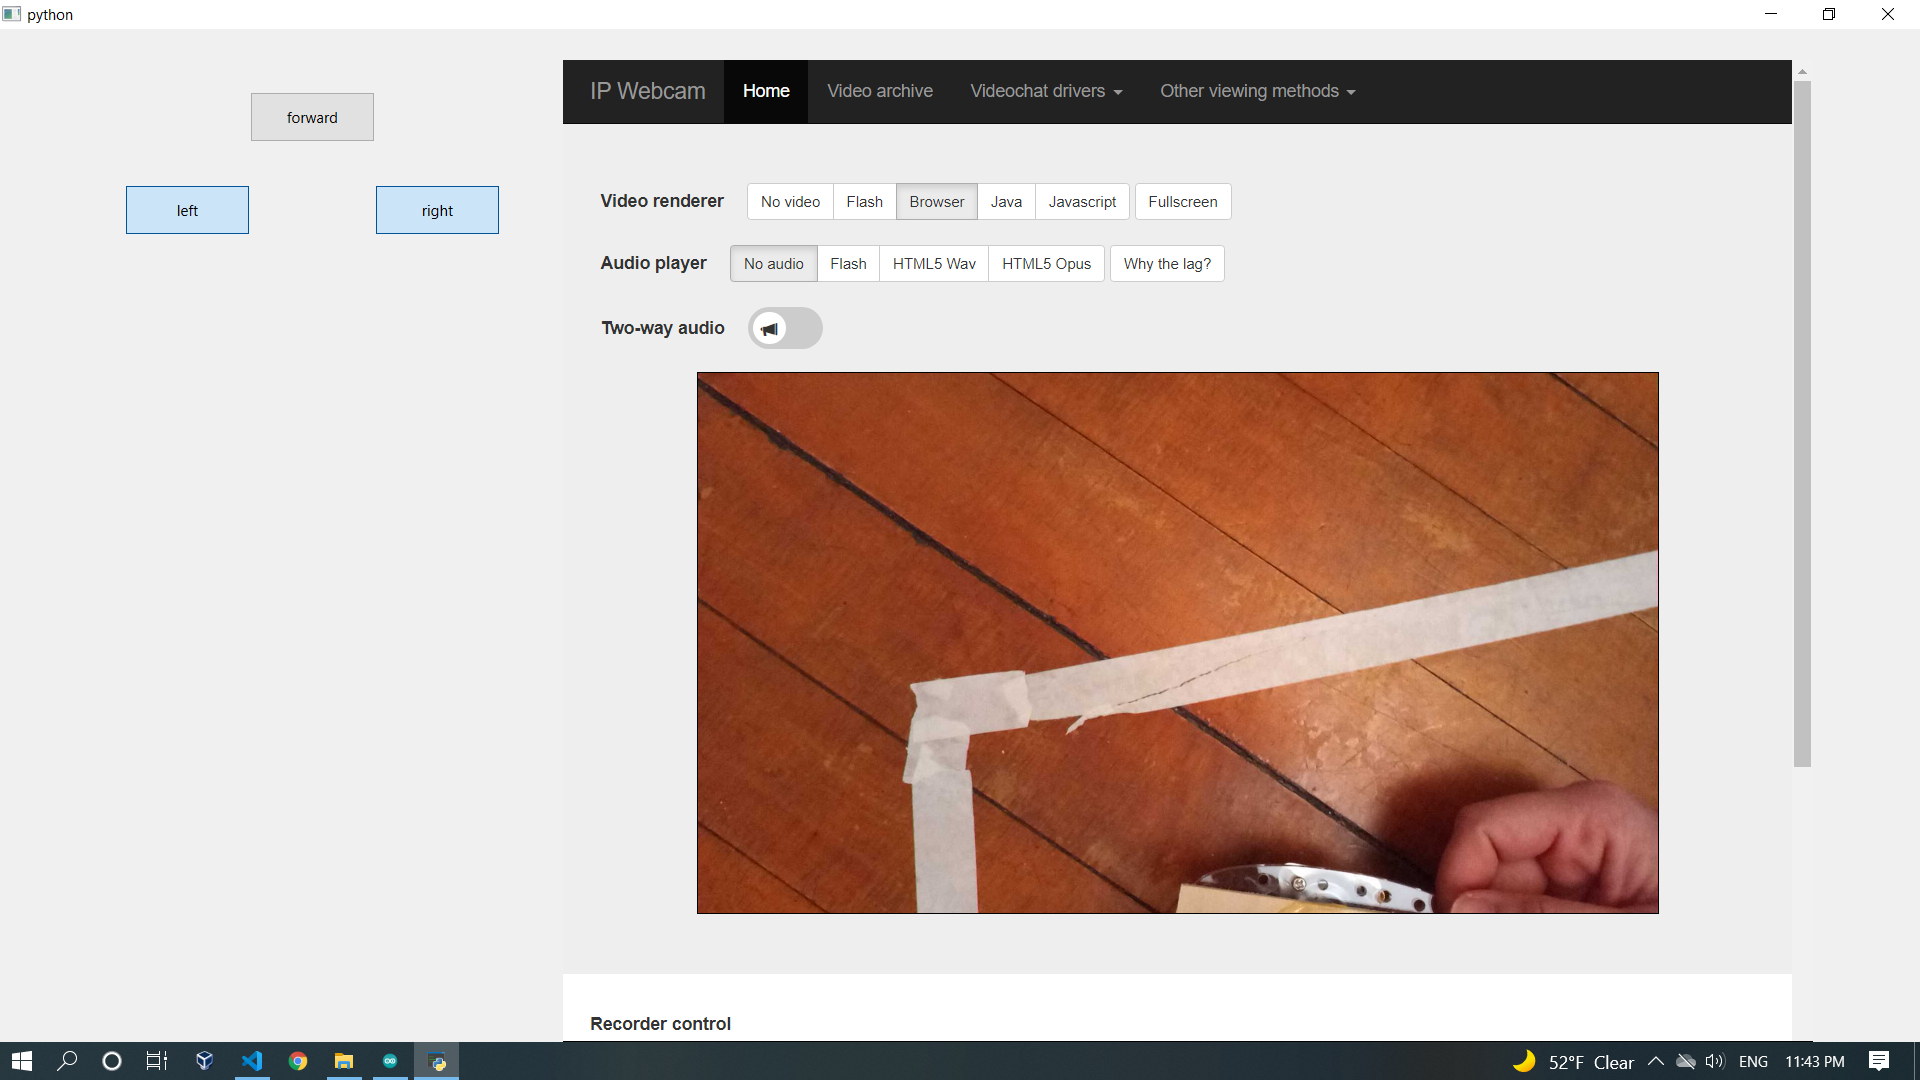 python
forward
left right
IP Webcam Home Video archive Videochat drivers Other viewing methods
Video renderer No video Flash Browser Java Javascript Fullscreen
Audio player No audio Flash HTML5 Wav HTML5 Opus Why the lag?
Two-way audio
Recorder control
52°F Clear ENG 11:43 PM